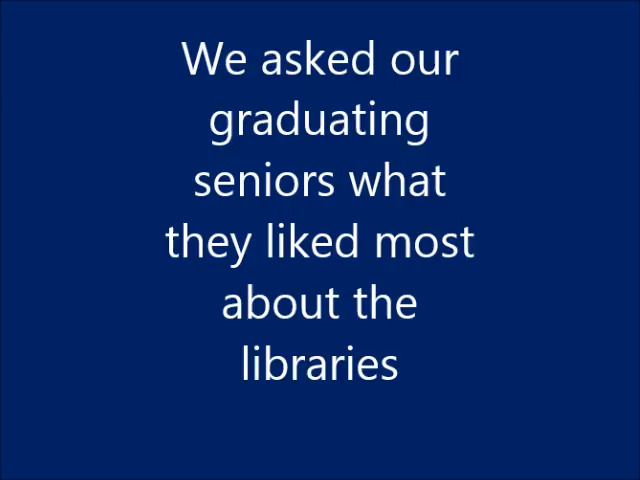 We asked our
graduating
seniors what
they liked most
about the
libraries